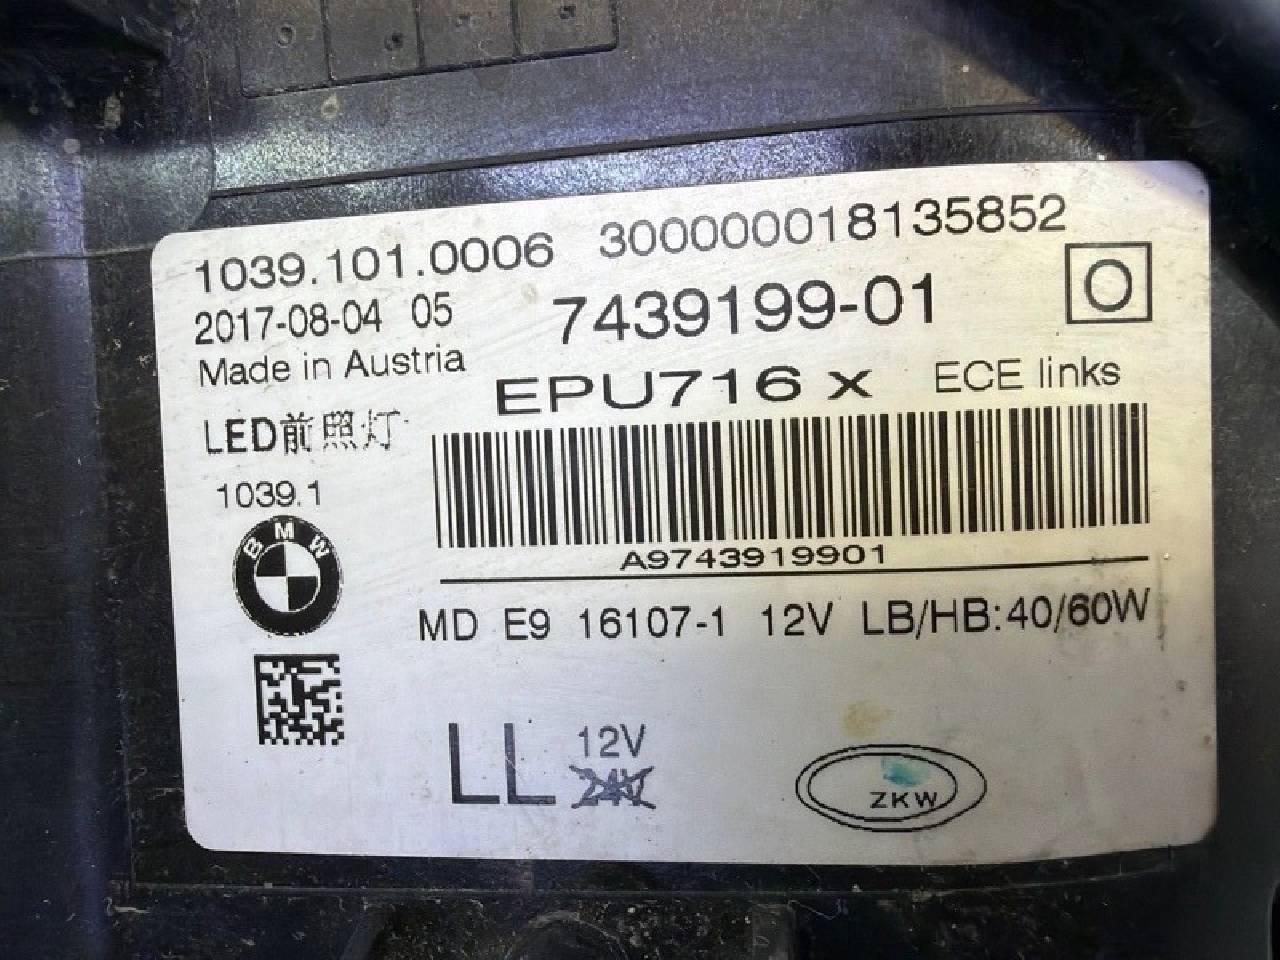 1039.101.0006 300000018135852
2017-08-04 05 7439199-01 O
Made in Austria
EPU716 X ECE links
LED前照灯
1039.1
BMW
A9743919901
MD E9 16107-1 12V LB/HB:40/60W
LL 12V
24V
ZKW